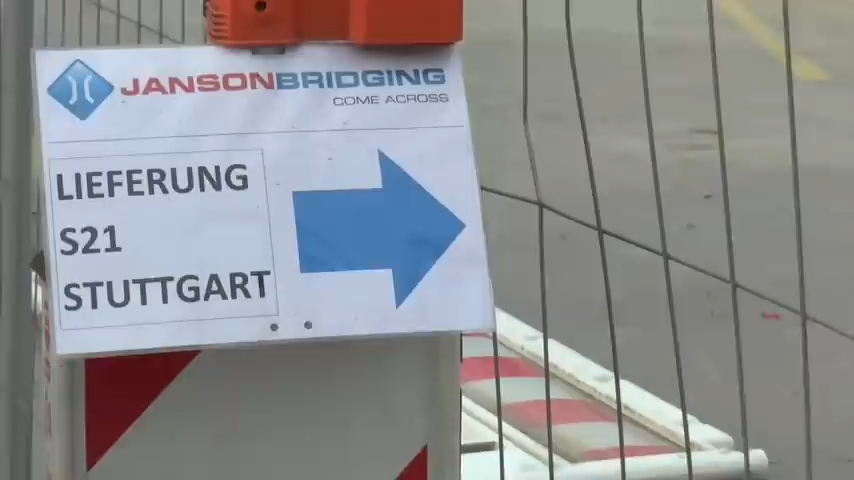 JANSONBRIDGING
COME ACROSS
LIEFERUNG
S21
STUTTGART